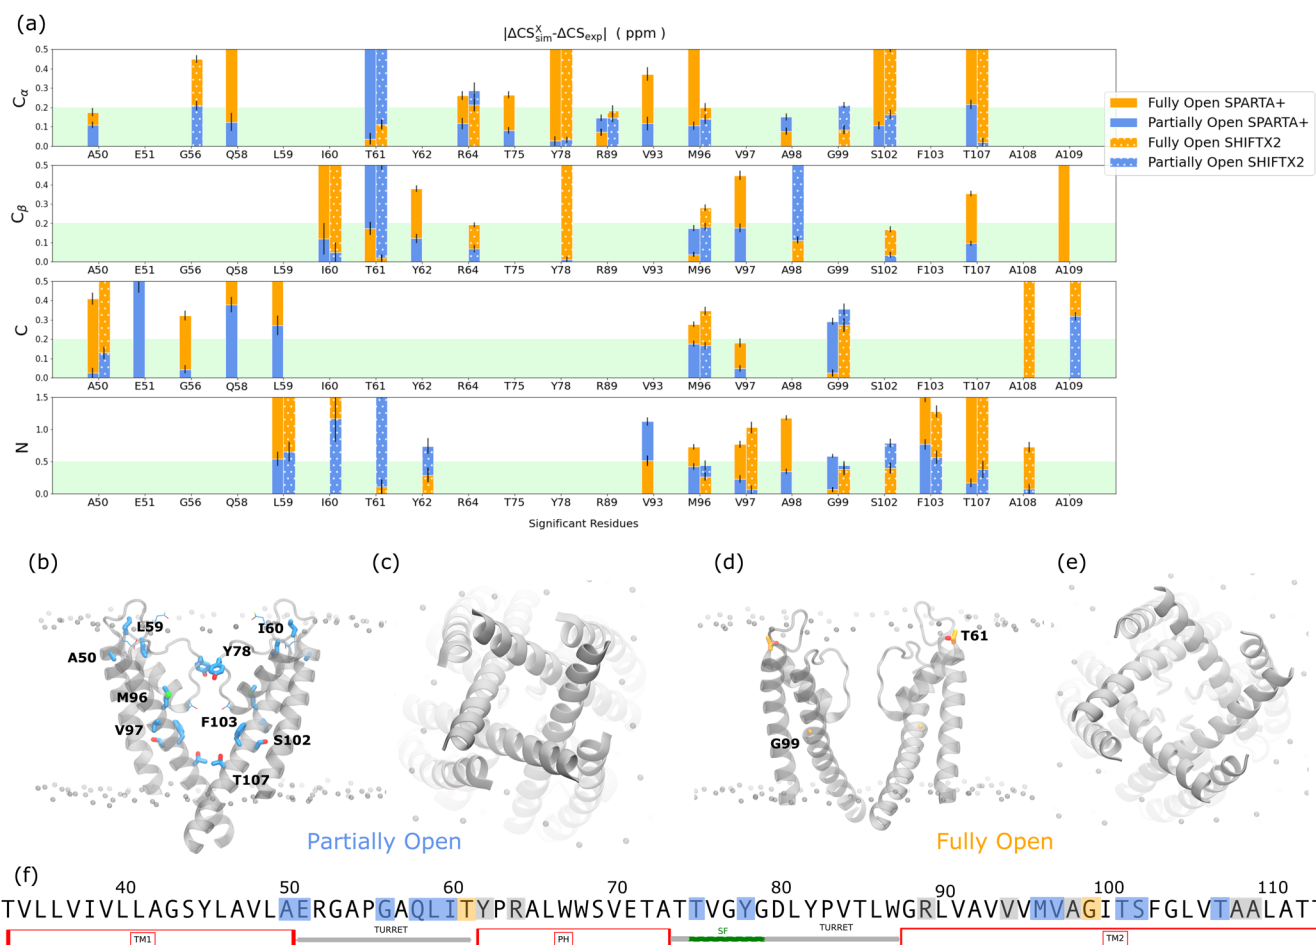 (a)
|ΔCS^X_sim-ΔCS_exp| ( ppm )
Cα
0.5
0.4
0.3
0.2
0.1
0.0
A50 E51 G56 Q58 L59 I60 T61 Y62 R64 T75 Y78 R89 V93 M96 V97 A98 G99 S102 F103 T107 A108 A109
Fully Open SPARTA+
Partially Open SPARTA+
Fully Open SHIFTX2
Partially Open SHIFTX2
Cβ
0.5
0.4
0.3
0.2
0.1
0.0
A50 E51 G56 Q58 L59 I60 T61 Y62 R64 T75 Y78 R89 V93 M96 V97 A98 G99 S102 F103 T107 A108 A109
C
0.5
0.4
0.3
0.2
0.1
0.0
A50 E51 G56 Q58 L59 I60 T61 Y62 R64 T75 Y78 R89 V93 M96 V97 A98 G99 S102 F103 T107 A108 A109
N
1.5
1.0
0.5
0.0
A50 E51 G56 Q58 L59 I60 T61 Y62 R64 T75 Y78 R89 V93 M96 V97 A98 G99 S102 F103 T107 A108 A109
Significant Residues
(b)
L59
I60
A50
Y78
M96
F103
V97
S102
T107
(c)
Partially Open
(d)
T61
G99
(e)
Fully Open
(f)
40 50 60 70 80 90 100 110
TVLLVIVLLAGSYLAVLAERGAPGAQLITYPRALWWSVETATTVGYGDLYPVTLWGRLVAVVVMVAGITSFGLVTAALAT
TM1 TURRET PH SF TURRET TM2